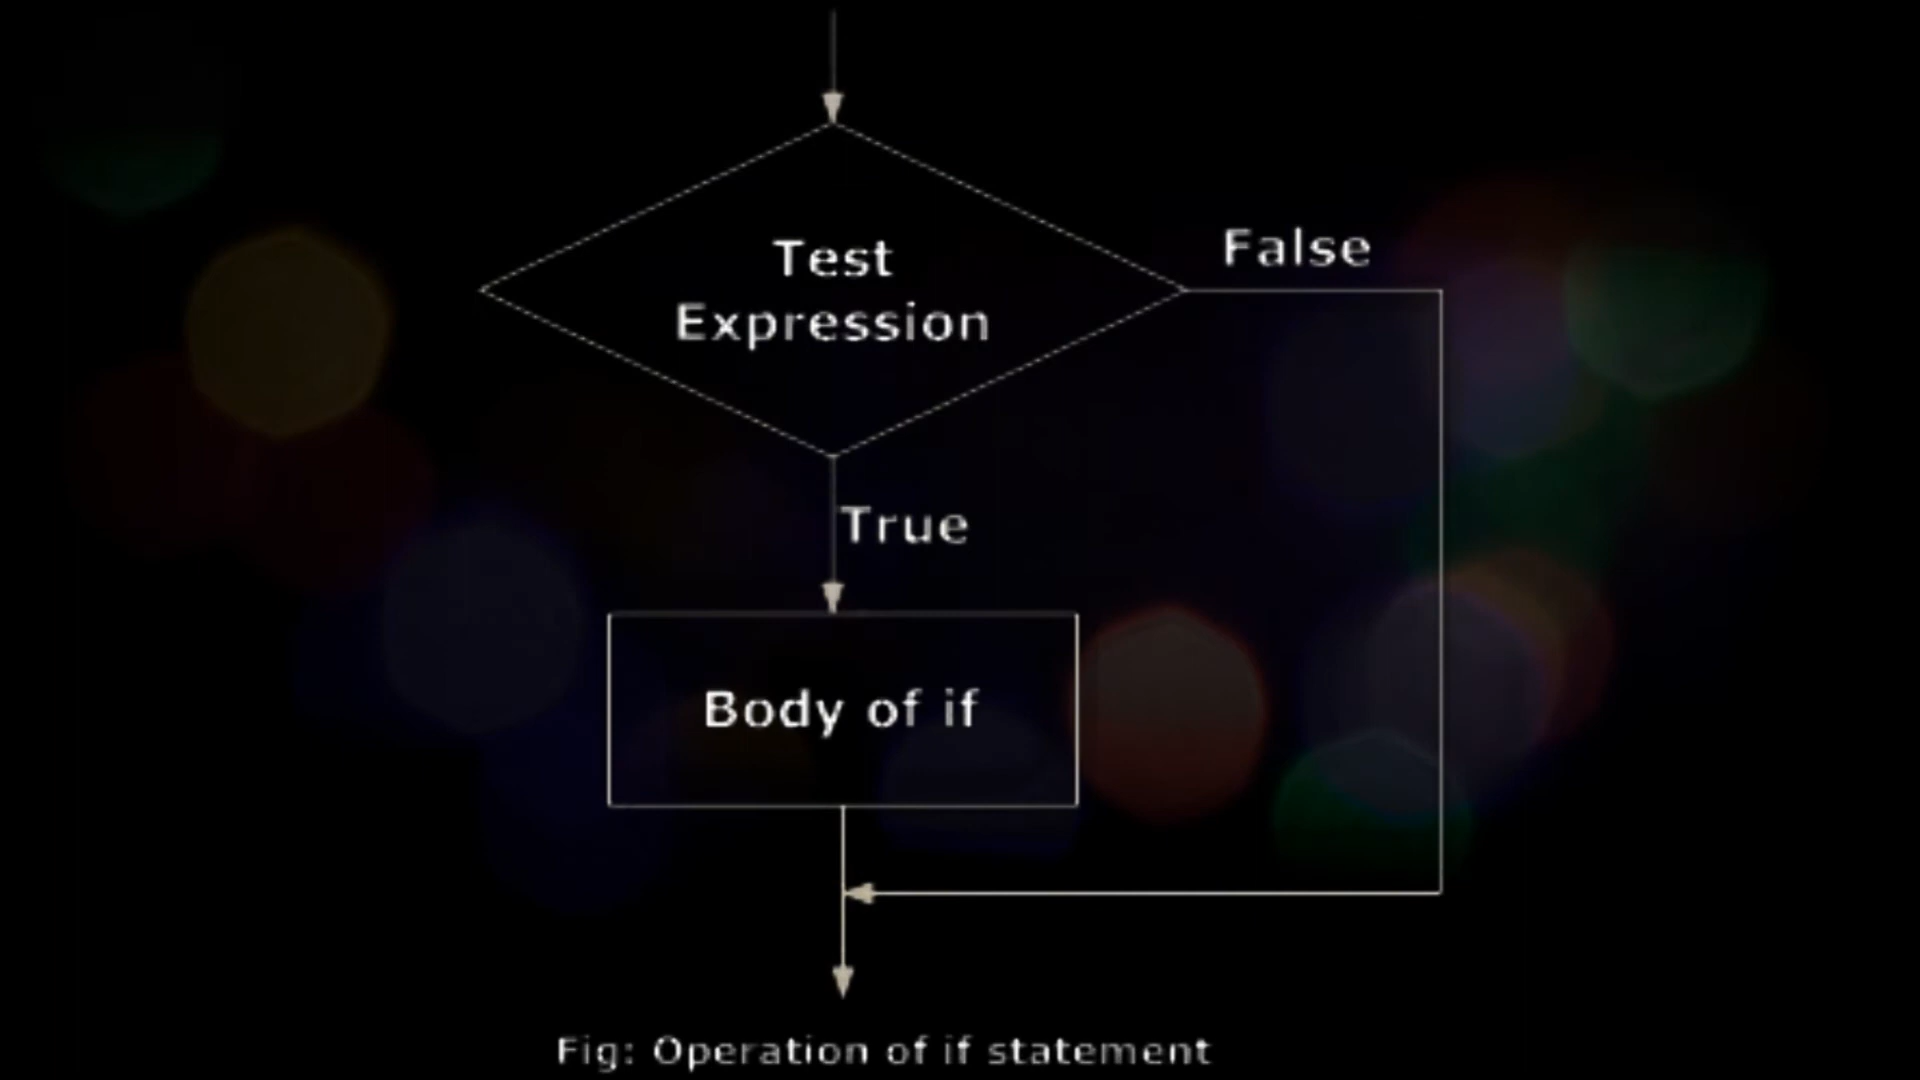 Test
Expression
False
True
Body of if
Fig: Operation of if statement